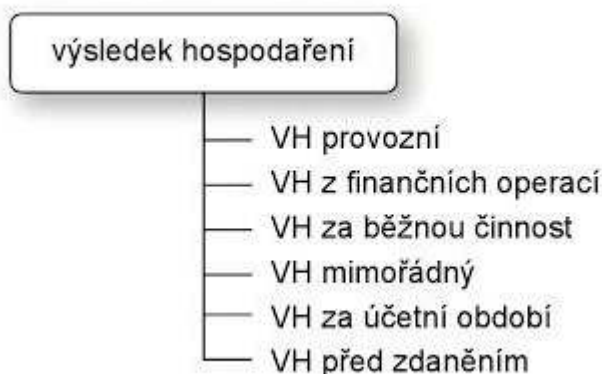 výsledek hospodaření
VH provozní
VH z finančních operací
VH za běžnou činnost
VH mimořádný
VH za účetní období
VH před zdaněním